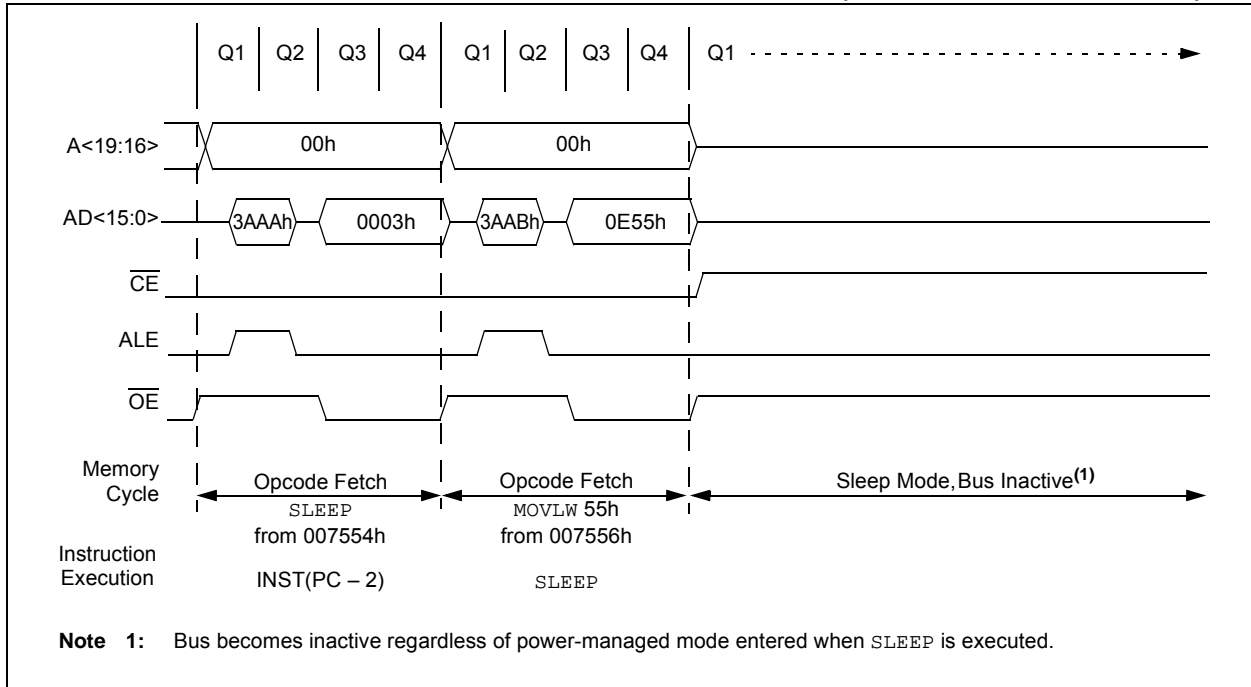 Q1 Q2 Q3 Q4 Q1 Q2 Q3 Q4 Q1
A<19:16> 00h 00h
AD<15:0> 3AAAh 0003h 3AABh 0E55h
CE
ALE
OE
Memory
Cycle
Opcode Fetch
SLEEP
from 007554h
Opcode Fetch
MOVLW 55h
from 007556h
Sleep Mode, Bus Inactive(1)
Instruction
Execution
INST(PC – 2)
SLEEP
Note 1: Bus becomes inactive regardless of power-managed mode entered when SLEEP is executed.